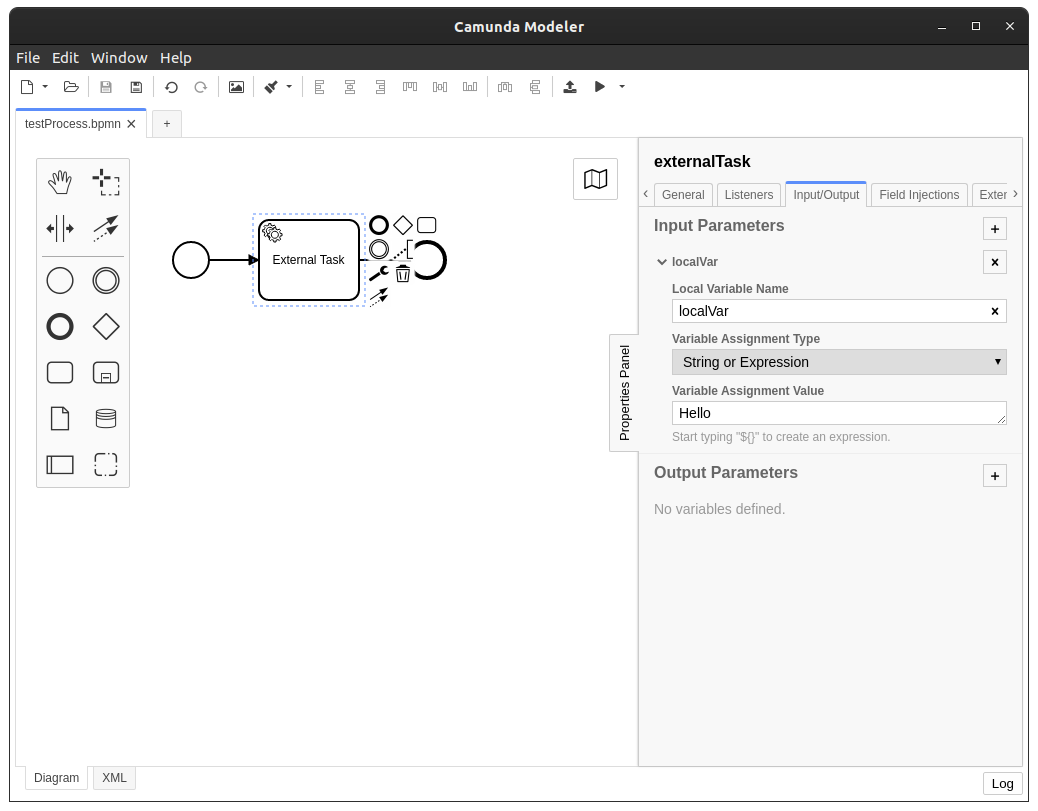 Camunda Modeler
File Edit Window Help
testProcess.bpmn
+
External Task
Properties Panel
externalTask
General Listeners Input/Output Field Injections Exter
Input Parameters
+
localVar
Local Variable Name
localVar
Variable Assignment Type
String or Expression
Variable Assignment Value
Hello
Start typing "${}" to create an expression.
Output Parameters
+
No variables defined.
Diagram XML
Log